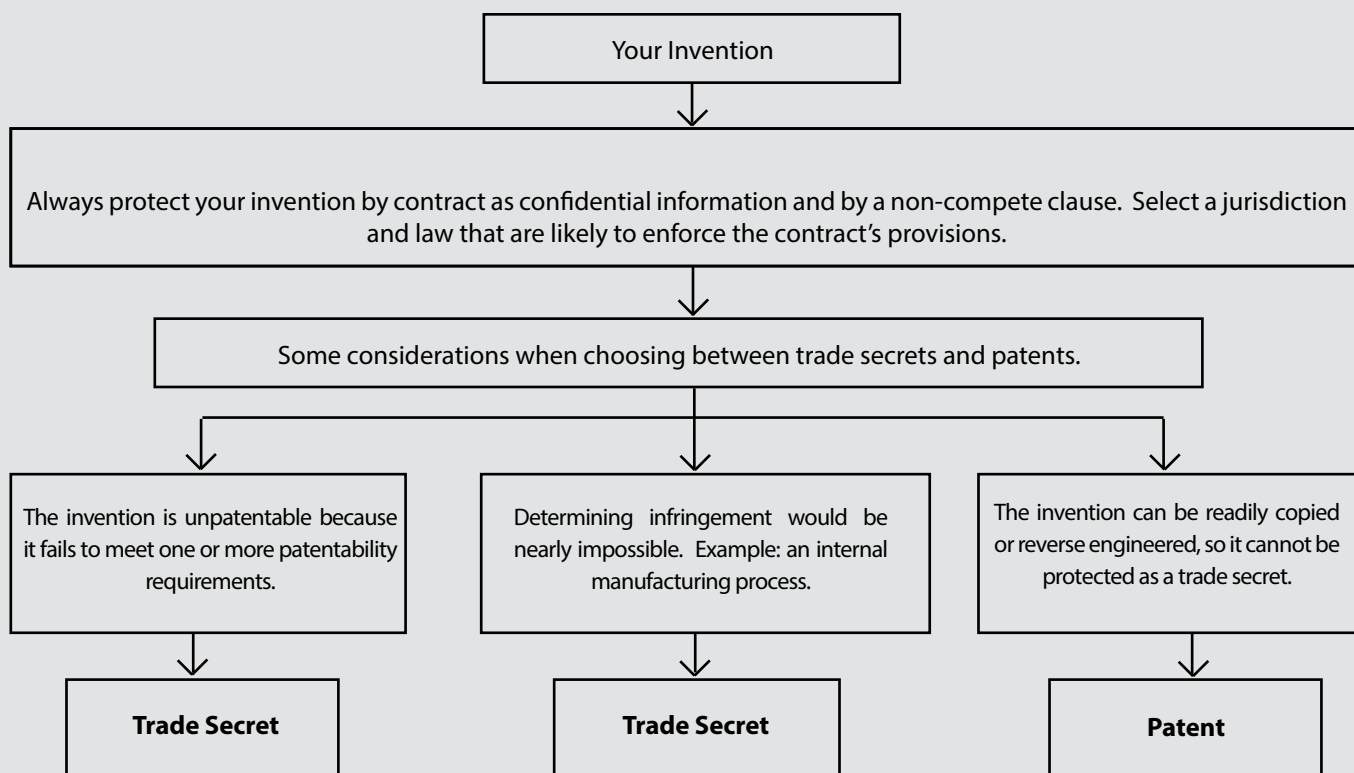 Your Invention
Always protect your invention by contract as confidential information and by a non-compete clause.  Select a jurisdiction
and law that are likely to enforce the contract’s provisions.
Some considerations when choosing between trade secrets and patents.
The invention is unpatentable because
it fails to meet one or more patentability
requirements.
Determining infringement would be
nearly impossible.  Example: an internal
manufacturing process.
The invention can be readily copied
or reverse engineered, so it cannot be
protected as a trade secret.
Trade Secret
Trade Secret
Patent